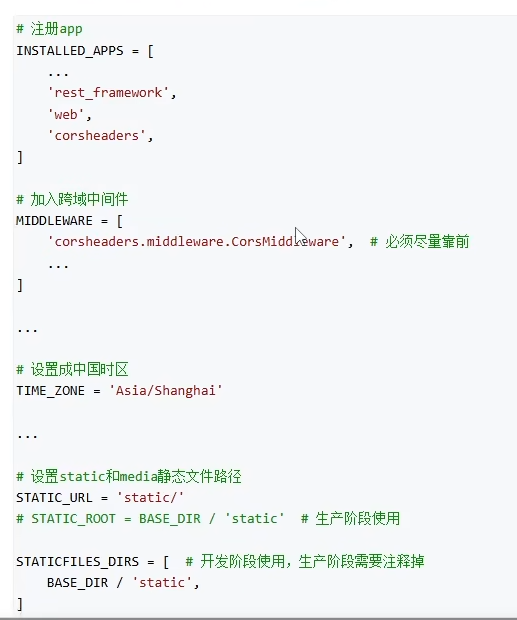 # 注册app
INSTALLED_APPS = [
    ...
    'rest_framework',
    'web',
    'corsheaders',
]

# 加入跨域中间件
MIDDLEWARE = [
    'corsheaders.middleware.CorsMiddleware',  # 必须尽量靠前
    ...
]

...

# 设置成中国时区
TIME_ZONE = 'Asia/Shanghai'

...

# 设置static和media静态文件路径
STATIC_URL = 'static/'
# STATIC_ROOT = BASE_DIR / 'static'  # 生产阶段使用

STATICFILES_DIRS = [  # 开发阶段使用，生产阶段需要注释掉
    BASE_DIR / 'static',
]